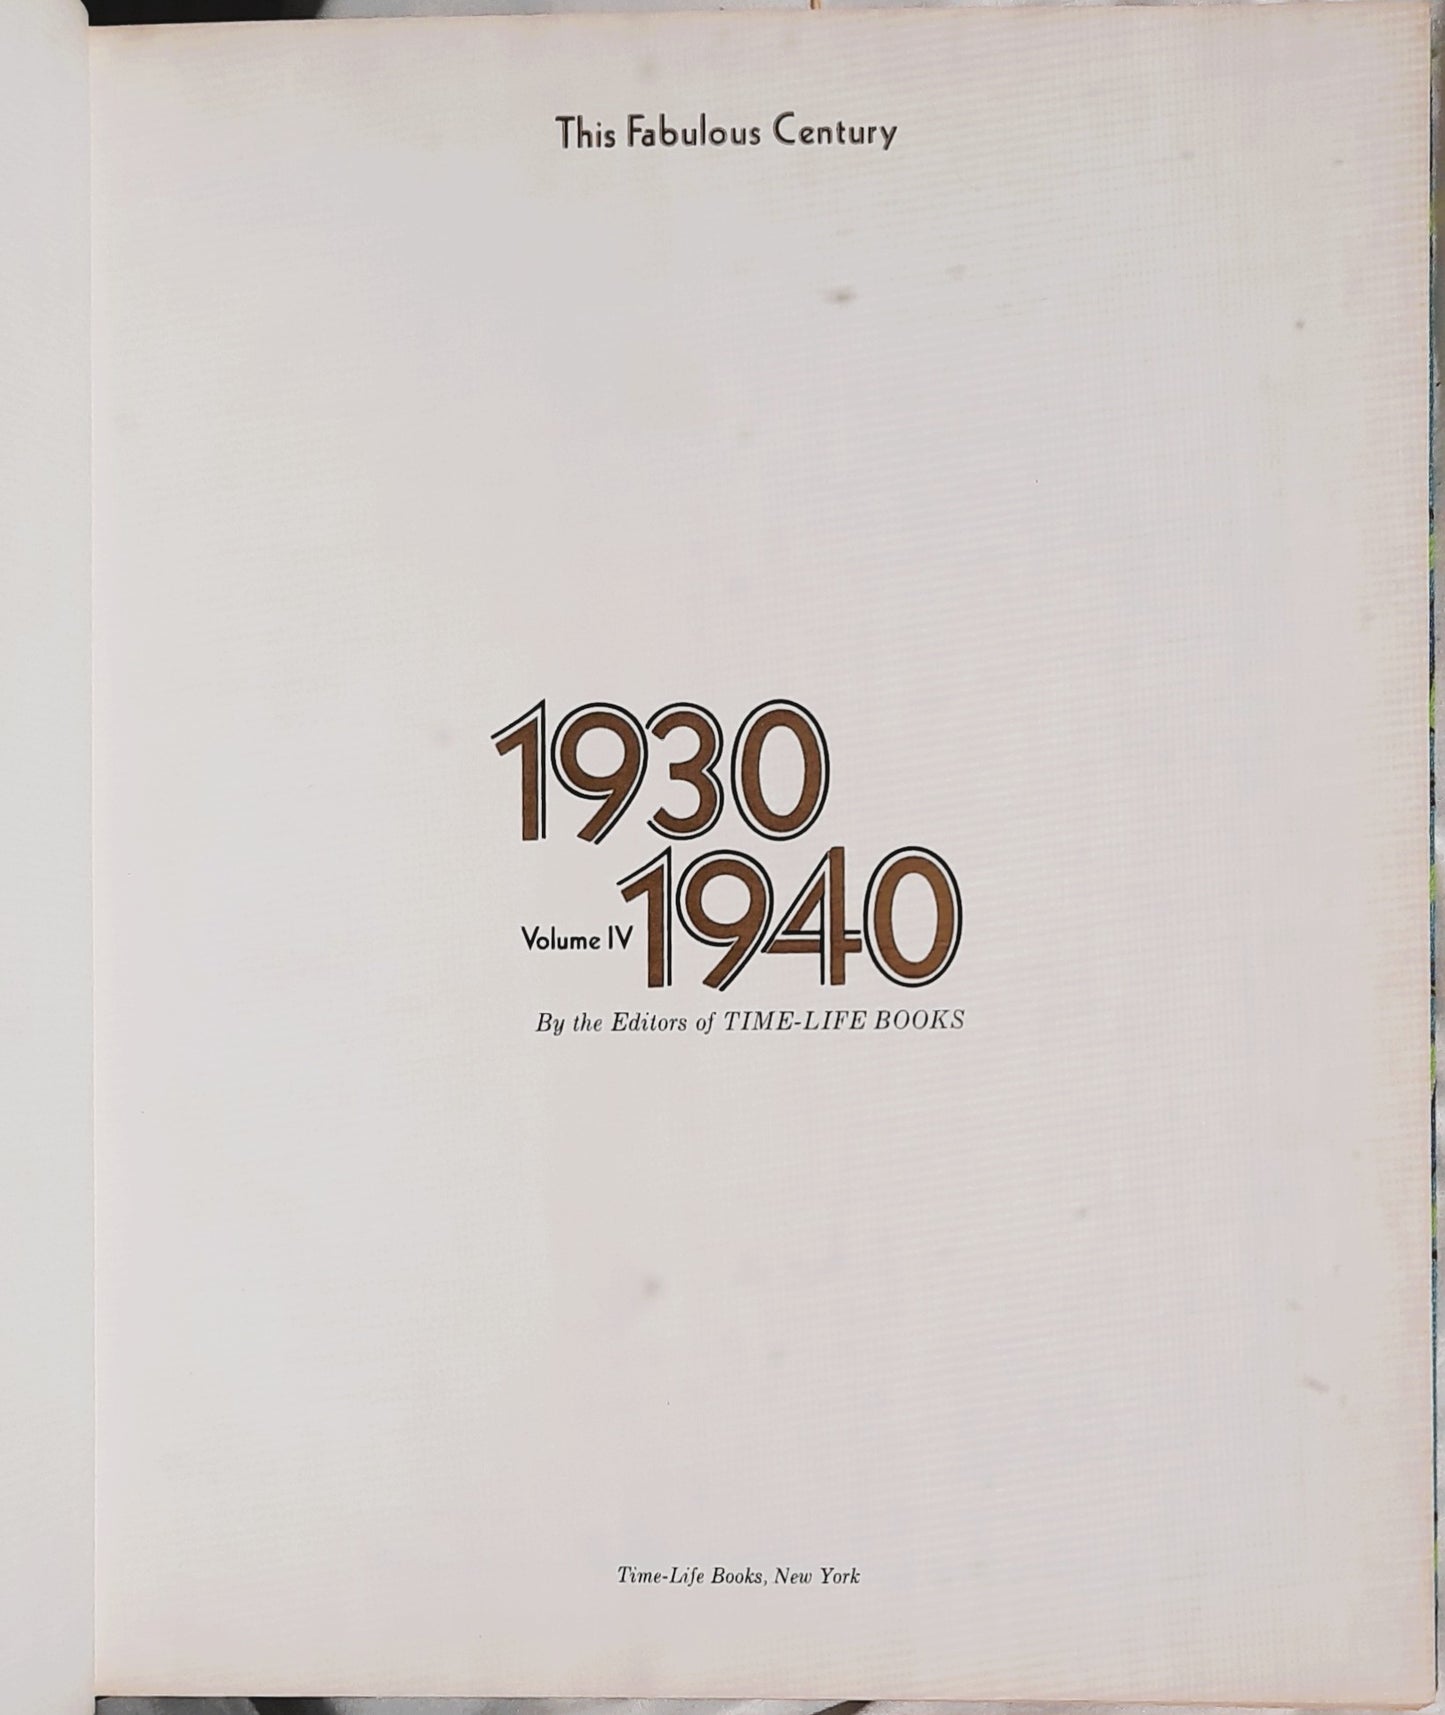 This Fabulous Century
1930
1940
Volume IV
By the Editors of TIME-LIFE BOOKS
Time-Life Books, New York